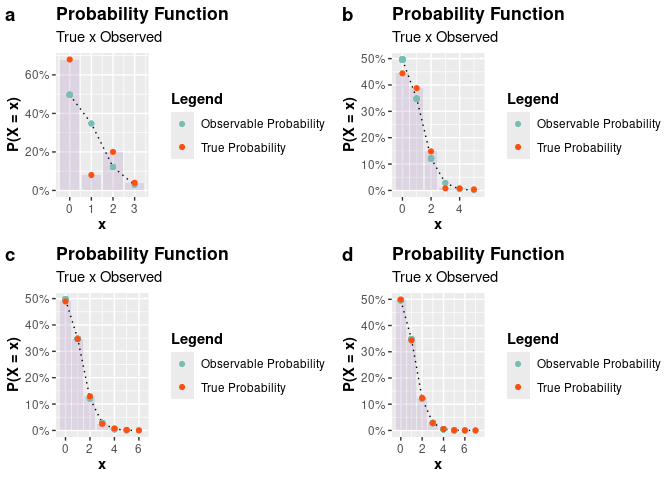 a
Probability Function
True x Observed
P(X = x)
60%
40%
20%
0%
0 1 2 3
x
Legend
Observable Probability
True Probability
b
Probability Function
True x Observed
P(X = x)
50%
40%
30%
20%
10%
0%
0 2 4
x
Legend
Observable Probability
True Probability
c
Probability Function
True x Observed
P(X = x)
50%
40%
30%
20%
10%
0%
0 2 4 6
x
Legend
Observable Probability
True Probability
d
Probability Function
True x Observed
P(X = x)
50%
40%
30%
20%
10%
0%
0 2 4 6
x
Legend
Observable Probability
True Probability